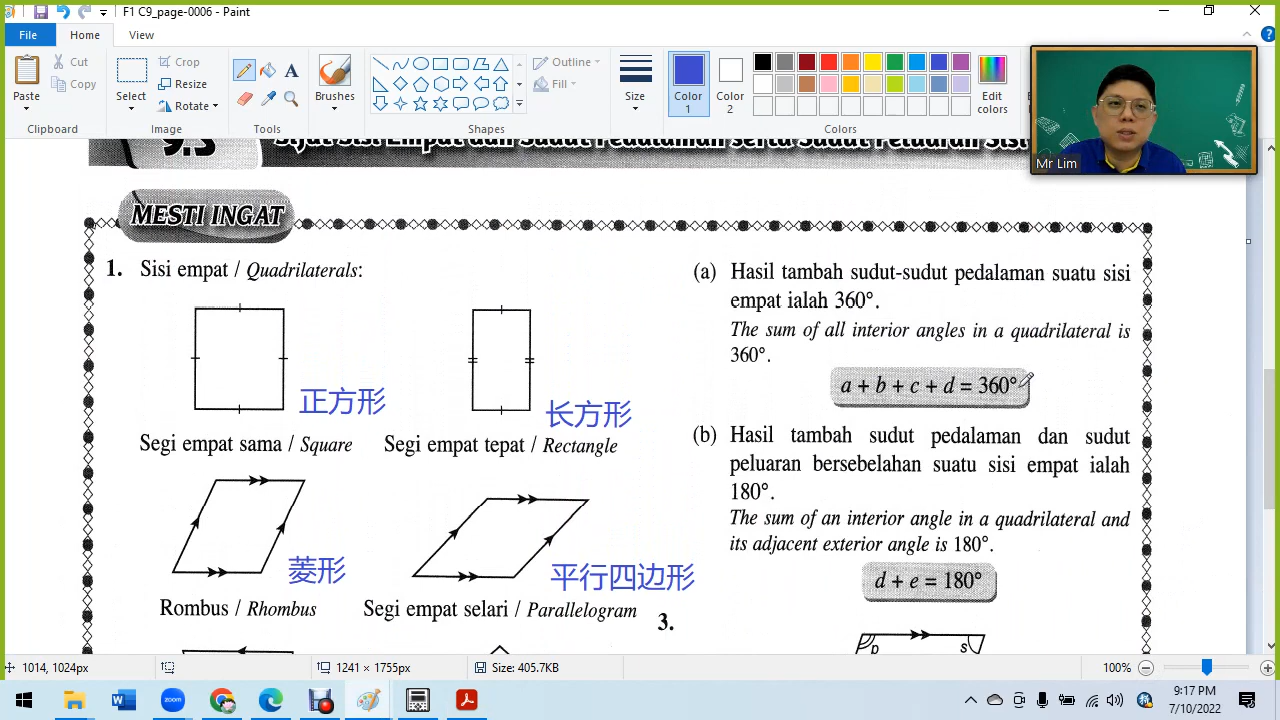 F1 C9_page-0006 - Paint
File
Home
View
Paste
Cut
Copy
Clipboard
Select
Crop
Resize
Rotate
Image
Tools
Brushes
Shapes
Outline
Fill
Size
Color 1
Color 2
Colors
Edit colors
Mr Lim
9.3
MESTI INGAT
1. Sisi empat / Quadrilaterals:
正方形
长方形
Segi empat sama / Square
Segi empat tepat / Rectangle
菱形
平行四边形
Rombus / Rhombus
Segi empat selari / Parallelogram
(a) Hasil tambah sudut-sudut pedalaman suatu sisi
empat ialah 360°.
The sum of all interior angles in a quadrilateral is
360°.
a + b + c + d = 360°
(b) Hasil tambah sudut pedalaman dan sudut
peluaran bersebelahan suatu sisi empat ialah
180°.
The sum of an interior angle in a quadrilateral and
its adjacent exterior angle is 180°.
d + e = 180°
3.
p
s
1014, 1024px
1241 × 1755px
Size: 405.7KB
100%
zoom
9:17 PM
7/10/2022